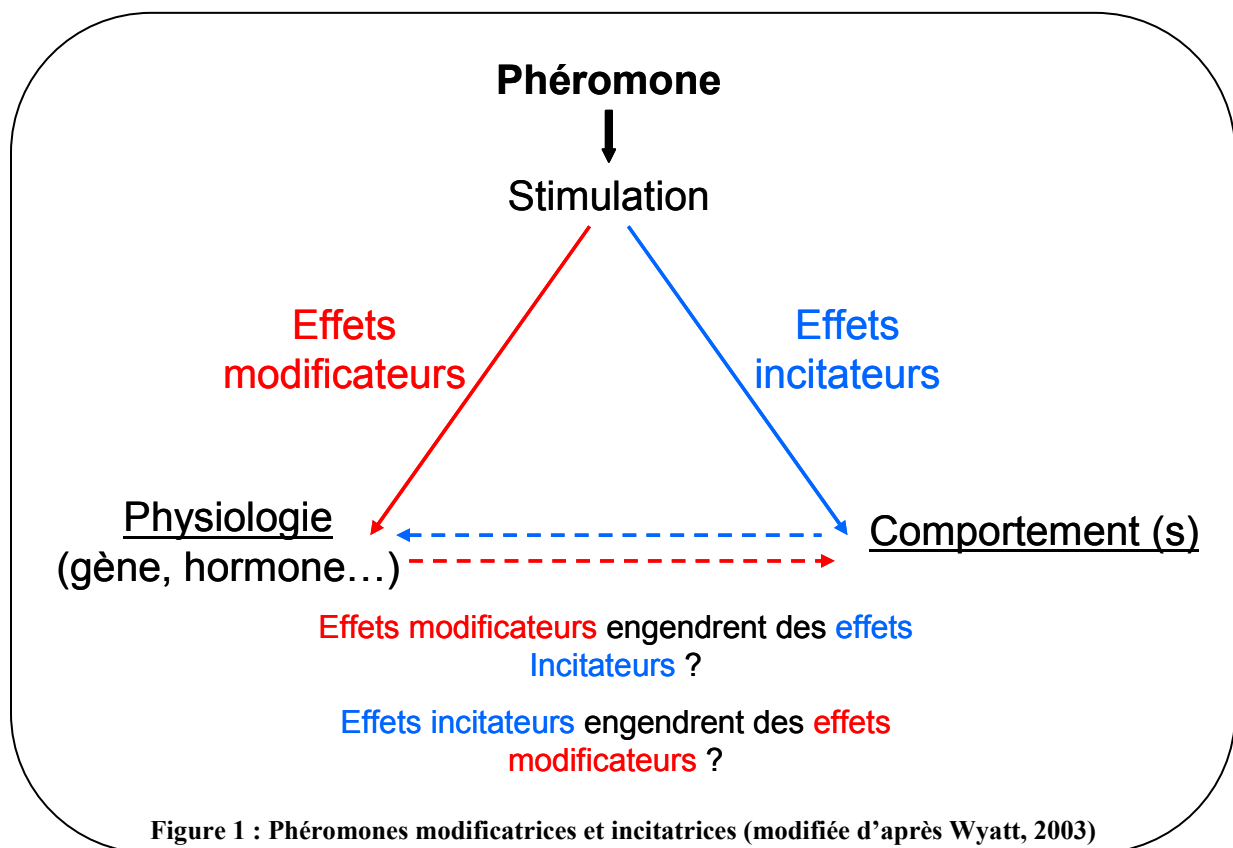 Phéromone
Stimulation
Effets
modificateurs
Effets
incitateurs
Physiologie
(gène, hormone…)
Comportement (s)
Effets modificateurs engendrent des effets
Incitateurs ?
Effets incitateurs engendrent des effets
modificateurs ?
Figure 1 : Phéromones modificatrices et incitatrices (modifiée d’après Wyatt, 2003)